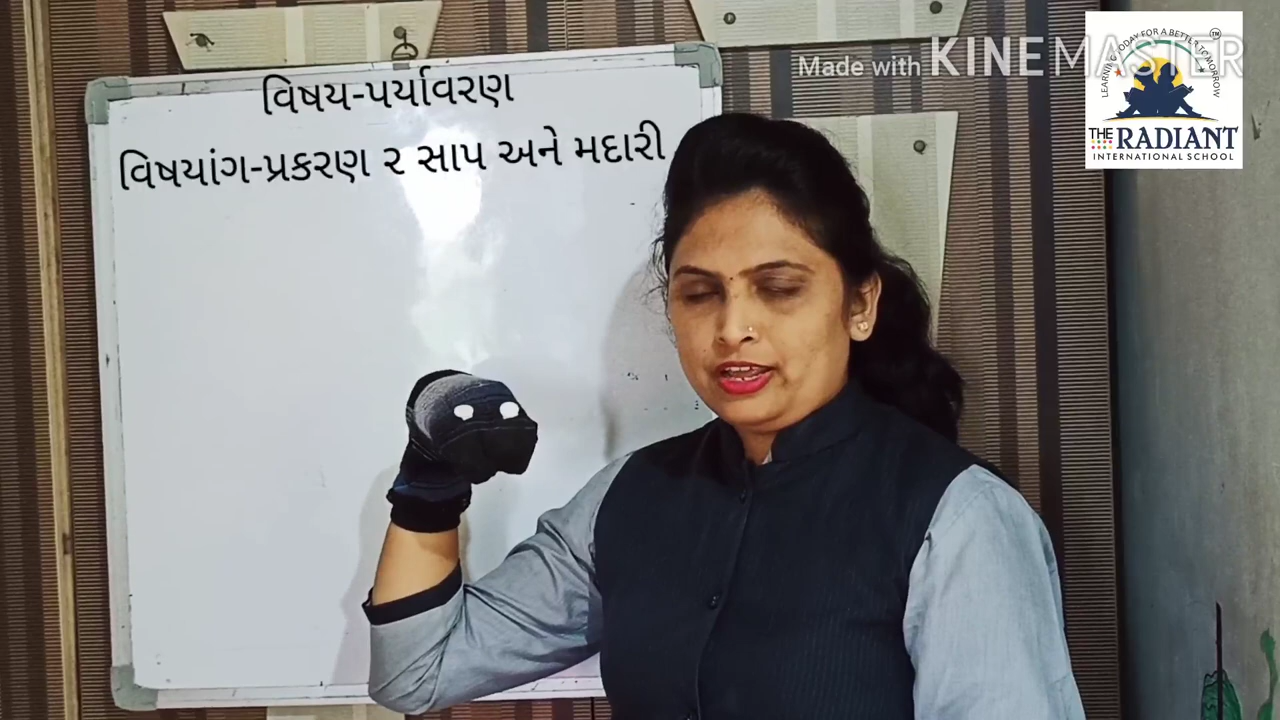 વિષય-પર્યાવરણ
વિષયાંગ-પ્રકરણ ૨ સાપ અને મદારી
Made with KINEMASTER
LEARNING TODAY FOR A BETTER TOMORROW
TM
THE RADIANT
INTERNATIONAL SCHOOL